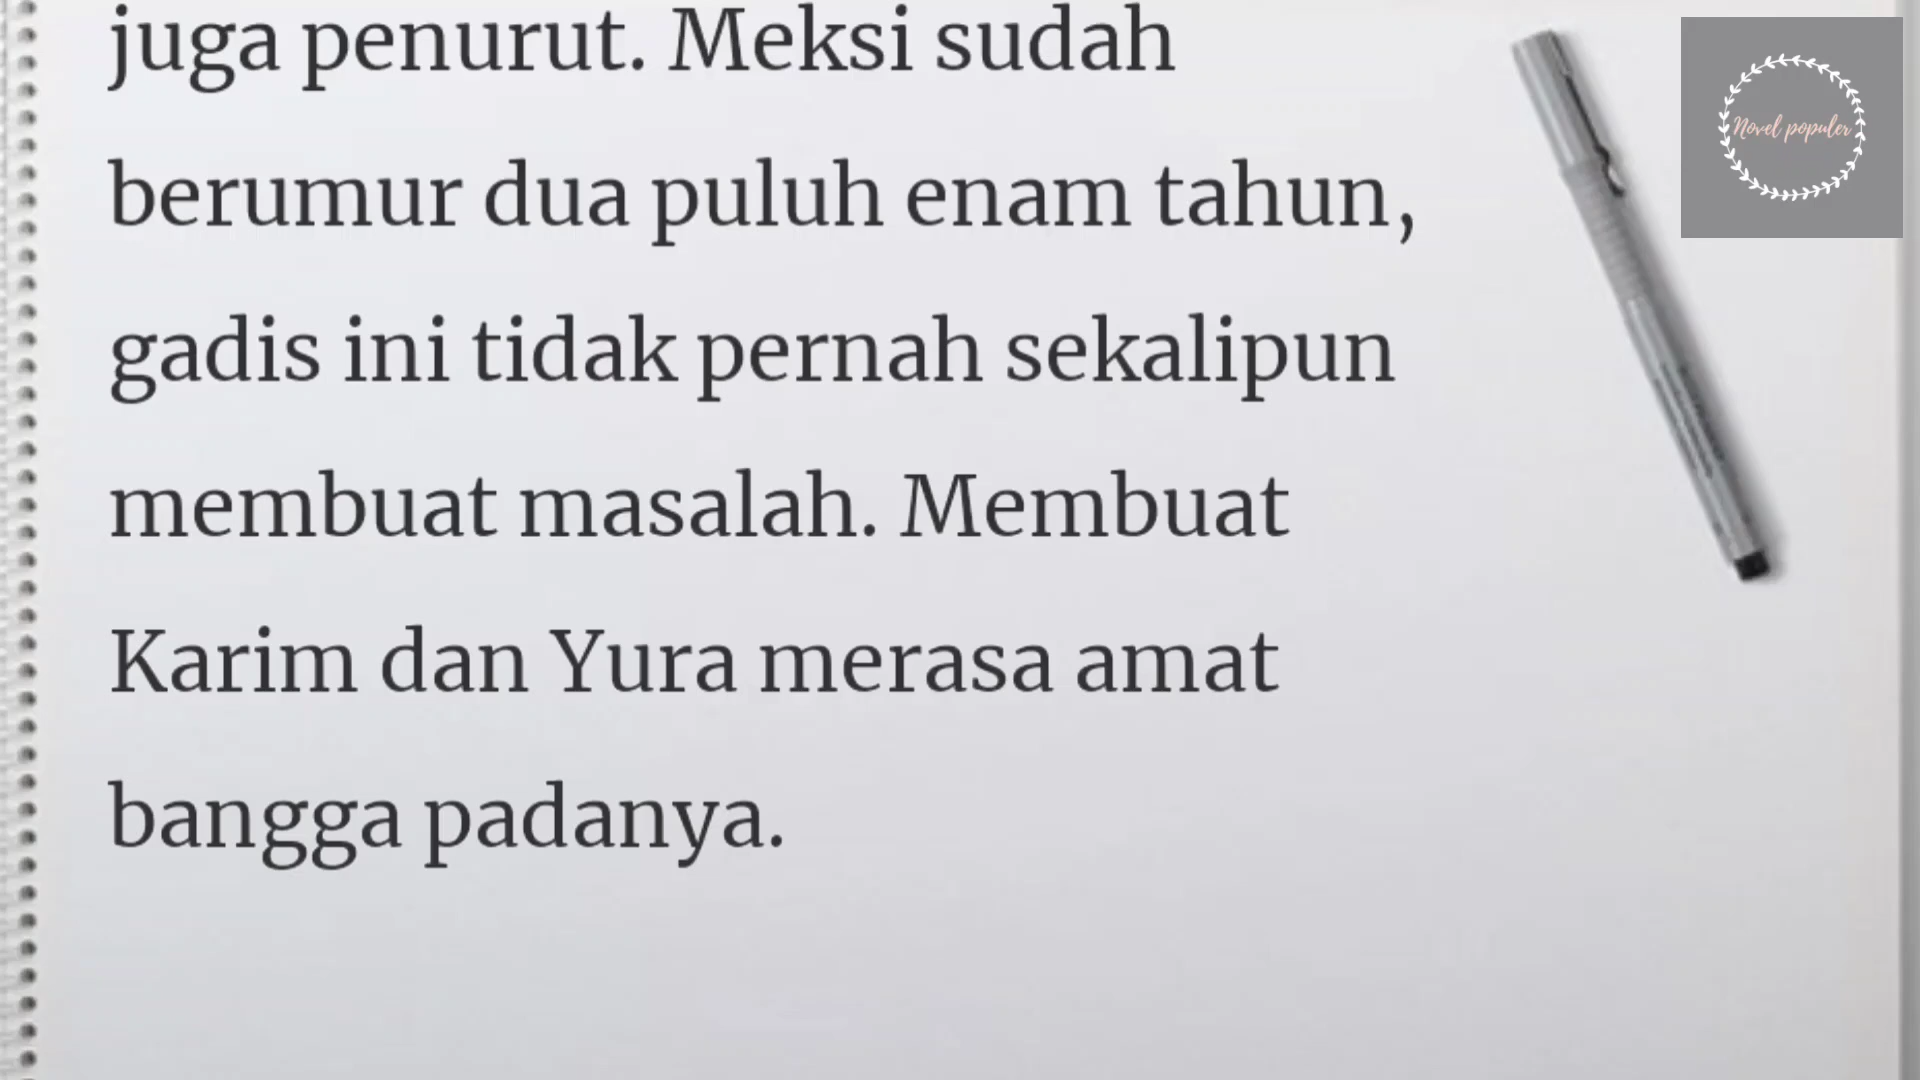 juga penurut. Meksi sudah
berumur dua puluh enam tahun,
gadis ini tidak pernah sekalipun
membuat masalah. Membuat
Karim dan Yura merasa amat
bangga padanya.
Novel populer